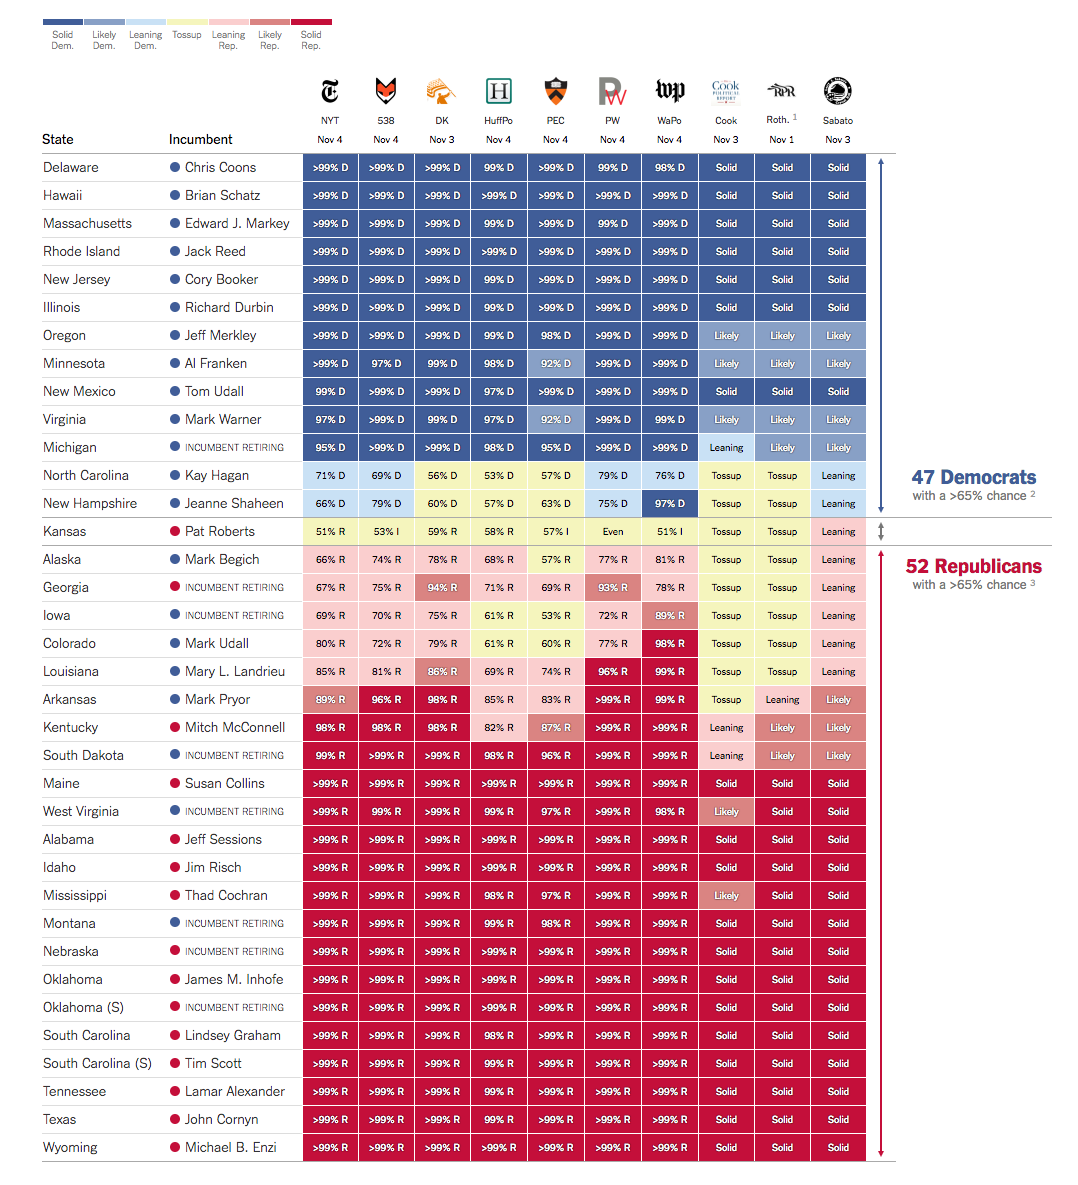 Solid Dem. Likely Dem. Leaning Dem. Tossup Leaning Rep. Likely Rep. Solid Rep.
H PW wp Cook POLITICAL REPORT RPR
NYT 538 DK HuffPo PEC PW WaPo Cook Roth. 1 Sabato
State Incumbent Nov 4 Nov 4 Nov 3 Nov 4 Nov 4 Nov 4 Nov 4 Nov 3 Nov 1 Nov 3
Delaware Chris Coons >99% D >99% D >99% D 99% D >99% D 99% D 98% D Solid Solid Solid
Hawaii Brian Schatz >99% D >99% D >99% D >99% D >99% D >99% D >99% D Solid Solid Solid
Massachusetts Edward J. Markey >99% D >99% D >99% D 99% D >99% D 99% D >99% D Solid Solid Solid
Rhode Island Jack Reed >99% D >99% D >99% D >99% D >99% D >99% D >99% D Solid Solid Solid
New Jersey Cory Booker >99% D >99% D >99% D 99% D >99% D >99% D >99% D Solid Solid Solid
Illinois Richard Durbin >99% D >99% D >99% D 99% D >99% D >99% D >99% D Solid Solid Solid
Oregon Jeff Merkley >99% D >99% D >99% D 99% D 98% D >99% D >99% D Likely Likely Likely
Minnesota Al Franken >99% D 97% D 99% D 98% D 92% D >99% D >99% D Likely Likely Likely
New Mexico Tom Udall 99% D >99% D >99% D 97% D >99% D >99% D >99% D Solid Solid Solid
Virginia Mark Warner 97% D >99% D 99% D 97% D 92% D >99% D 99% D Likely Likely Likely
Michigan INCUMBENT RETIRING 95% D >99% D >99% D 98% D 95% D >99% D >99% D Leaning Likely Likely
North Carolina Kay Hagan 71% D 69% D 56% D 53% D 57% D 79% D 76% D Tossup Tossup Leaning
47 Democrats
with a >65% chance 2
New Hampshire Jeanne Shaheen 66% D 79% D 60% D 57% D 63% D 75% D 97% D Tossup Tossup Leaning
Kansas Pat Roberts 51% R 53% I 59% R 58% R 57% I Even 51% I Tossup Tossup Leaning
Alaska Mark Begich 66% R 74% R 78% R 68% R 57% R 77% R 81% R Tossup Tossup Leaning
52 Republicans
with a >65% chance 3
Georgia INCUMBENT RETIRING 67% R 75% R 94% R 71% R 69% R 93% R 78% R Tossup Tossup Leaning
Iowa INCUMBENT RETIRING 69% R 70% R 75% R 61% R 53% R 72% R 89% R Tossup Tossup Leaning
Colorado Mark Udall 80% R 72% R 79% R 61% R 60% R 77% R 98% R Tossup Tossup Leaning
Louisiana Mary L. Landrieu 85% R 81% R 86% R 69% R 74% R 96% R 99% R Tossup Tossup Leaning
Arkansas Mark Pryor 89% R 96% R 98% R 85% R 83% R >99% R 99% R Tossup Leaning Likely
Kentucky Mitch McConnell 98% R 98% R 98% R 82% R 87% R >99% R >99% R Leaning Likely Likely
South Dakota INCUMBENT RETIRING 99% R >99% R >99% R 98% R 96% R >99% R >99% R Leaning Likely Likely
Maine Susan Collins >99% R >99% R >99% R >99% R >99% R >99% R >99% R Solid Solid Solid
West Virginia INCUMBENT RETIRING >99% R 99% R >99% R 99% R 97% R >99% R 98% R Likely Solid Solid
Alabama Jeff Sessions >99% R >99% R >99% R >99% R >99% R >99% R >99% R Solid Solid Solid
Idaho Jim Risch >99% R >99% R >99% R >99% R >99% R >99% R >99% R Solid Solid Solid
Mississippi Thad Cochran >99% R >99% R >99% R 98% R 97% R >99% R >99% R Likely Solid Solid
Montana INCUMBENT RETIRING >99% R >99% R >99% R 99% R 98% R >99% R >99% R Solid Solid Solid
Nebraska INCUMBENT RETIRING >99% R >99% R >99% R >99% R >99% R >99% R >99% R Solid Solid Solid
Oklahoma James M. Inhofe >99% R >99% R >99% R 99% R >99% R >99% R >99% R Solid Solid Solid
Oklahoma (S) INCUMBENT RETIRING >99% R >99% R >99% R 99% R >99% R >99% R >99% R Solid Solid Solid
South Carolina Lindsey Graham >99% R >99% R >99% R 98% R >99% R >99% R >99% R Solid Solid Solid
South Carolina (S) Tim Scott >99% R >99% R >99% R 99% R >99% R >99% R >99% R Solid Solid Solid
Tennessee Lamar Alexander >99% R >99% R >99% R 99% R >99% R >99% R >99% R Solid Solid Solid
Texas John Cornyn >99% R >99% R >99% R 99% R >99% R >99% R >99% R Solid Solid Solid
Wyoming Michael B. Enzi >99% R >99% R >99% R >99% R >99% R >99% R >99% R Solid Solid Solid